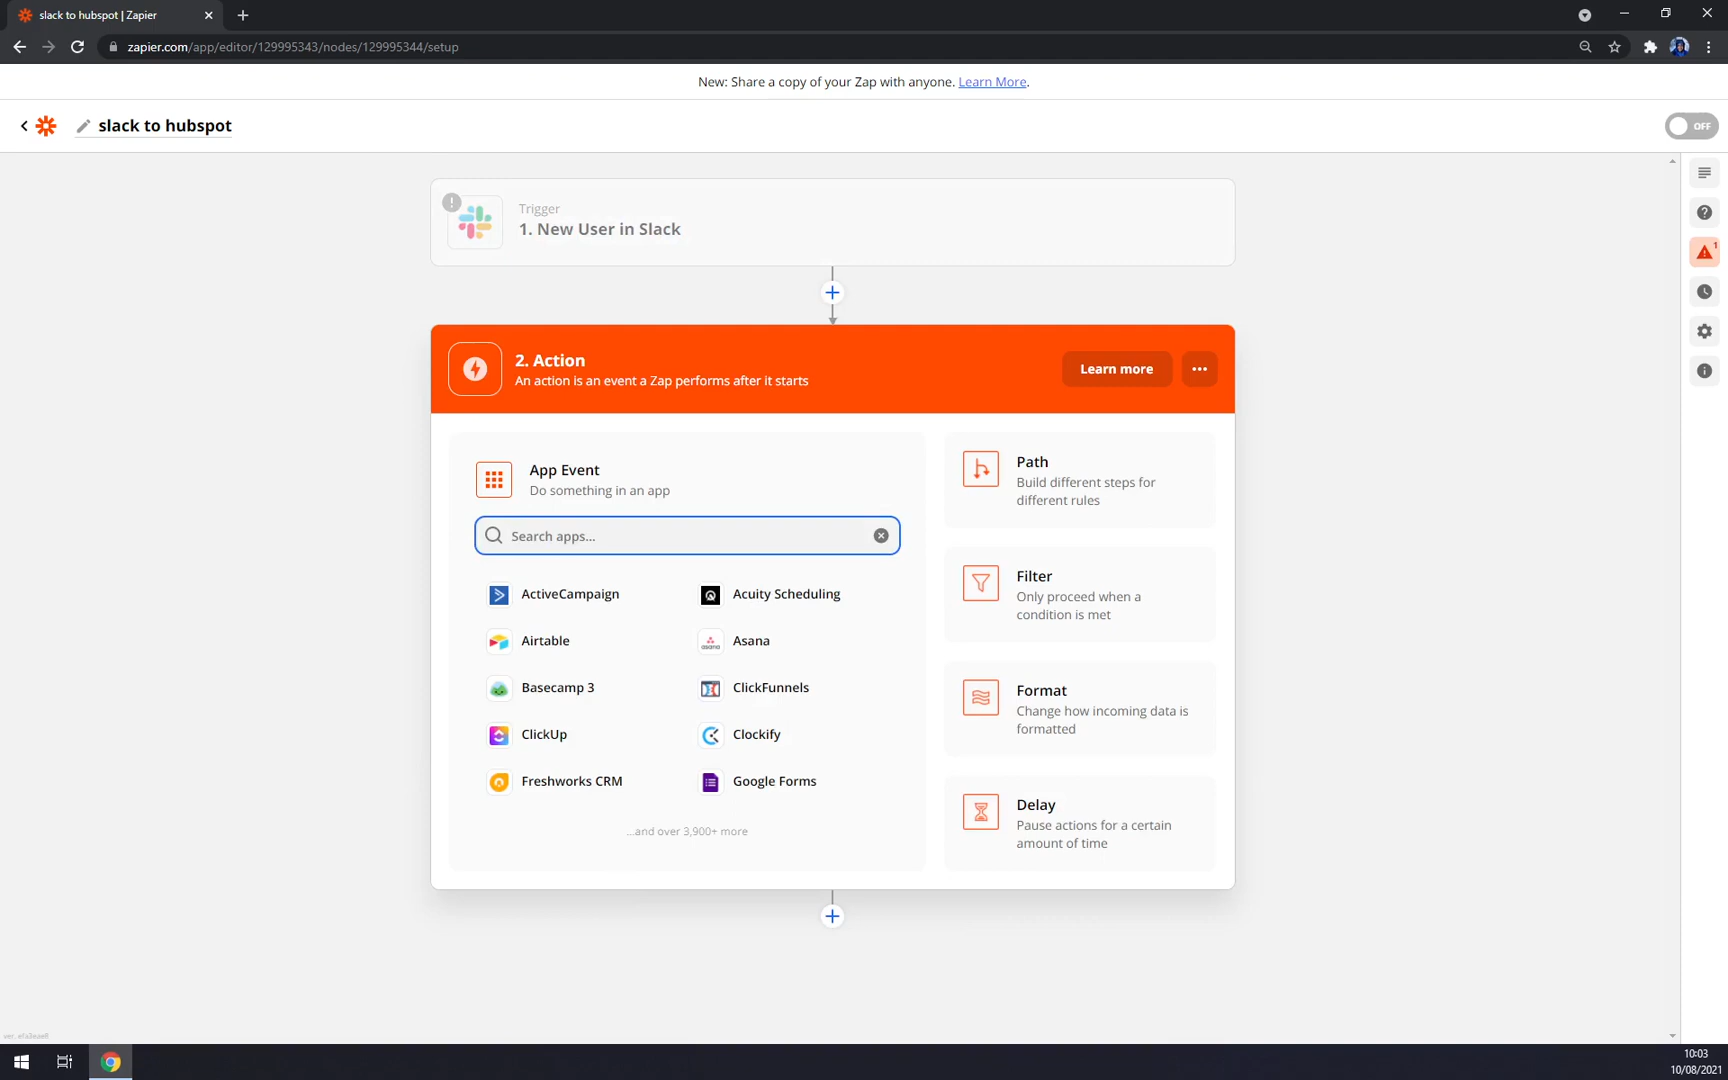 slack to hubspot | Zapier
zapier.com/app/editor/129995343/nodes/129995344/setup
New: Share a copy of your Zap with anyone. Learn More.
slack to hubspot
OFF
Trigger
1. New User in Slack
1
2. Action
An action is an event a Zap performs after it starts
Learn more
App Event
Do something in an app
Search apps...
ActiveCampaign
Acuity Scheduling
Airtable
asana
Asana
Basecamp 3
ClickFunnels
ClickUp
Clockify
Freshworks CRM
Google Forms
...and over 3,900+ more
Path
Build different steps for
different rules
Filter
Only proceed when a
condition is met
Format
Change how incoming data is
formatted
Delay
Pause actions for a certain
amount of time
10:03
10/08/2021